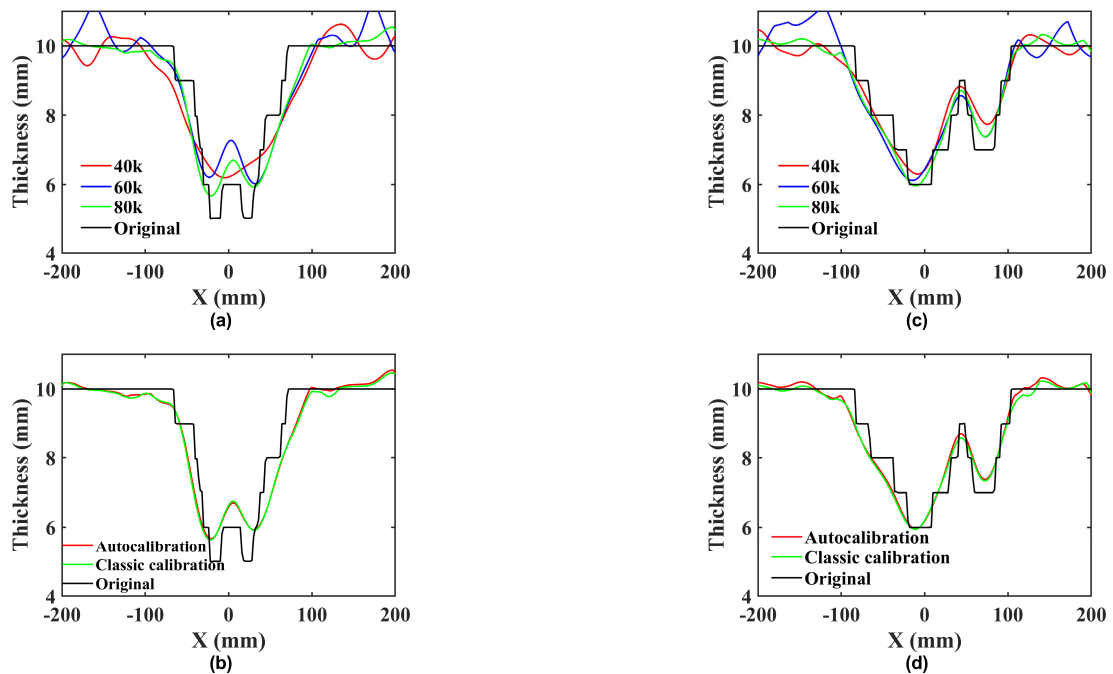 Thickness (mm)
10
8
6
4
40k
60k
80k
Original
-200
-100
0
100
200
X (mm)
(a)
Thickness (mm)
10
8
6
4
40k
60k
80k
Original
-200
-100
0
100
200
X (mm)
(c)
Thickness (mm)
10
8
6
4
Autocalibration
Classic calibration
Original
-200
-100
0
100
200
X (mm)
(b)
Thickness (mm)
10
8
6
4
Autocalibration
Classic calibration
Original
-200
-100
0
100
200
X (mm)
(d)